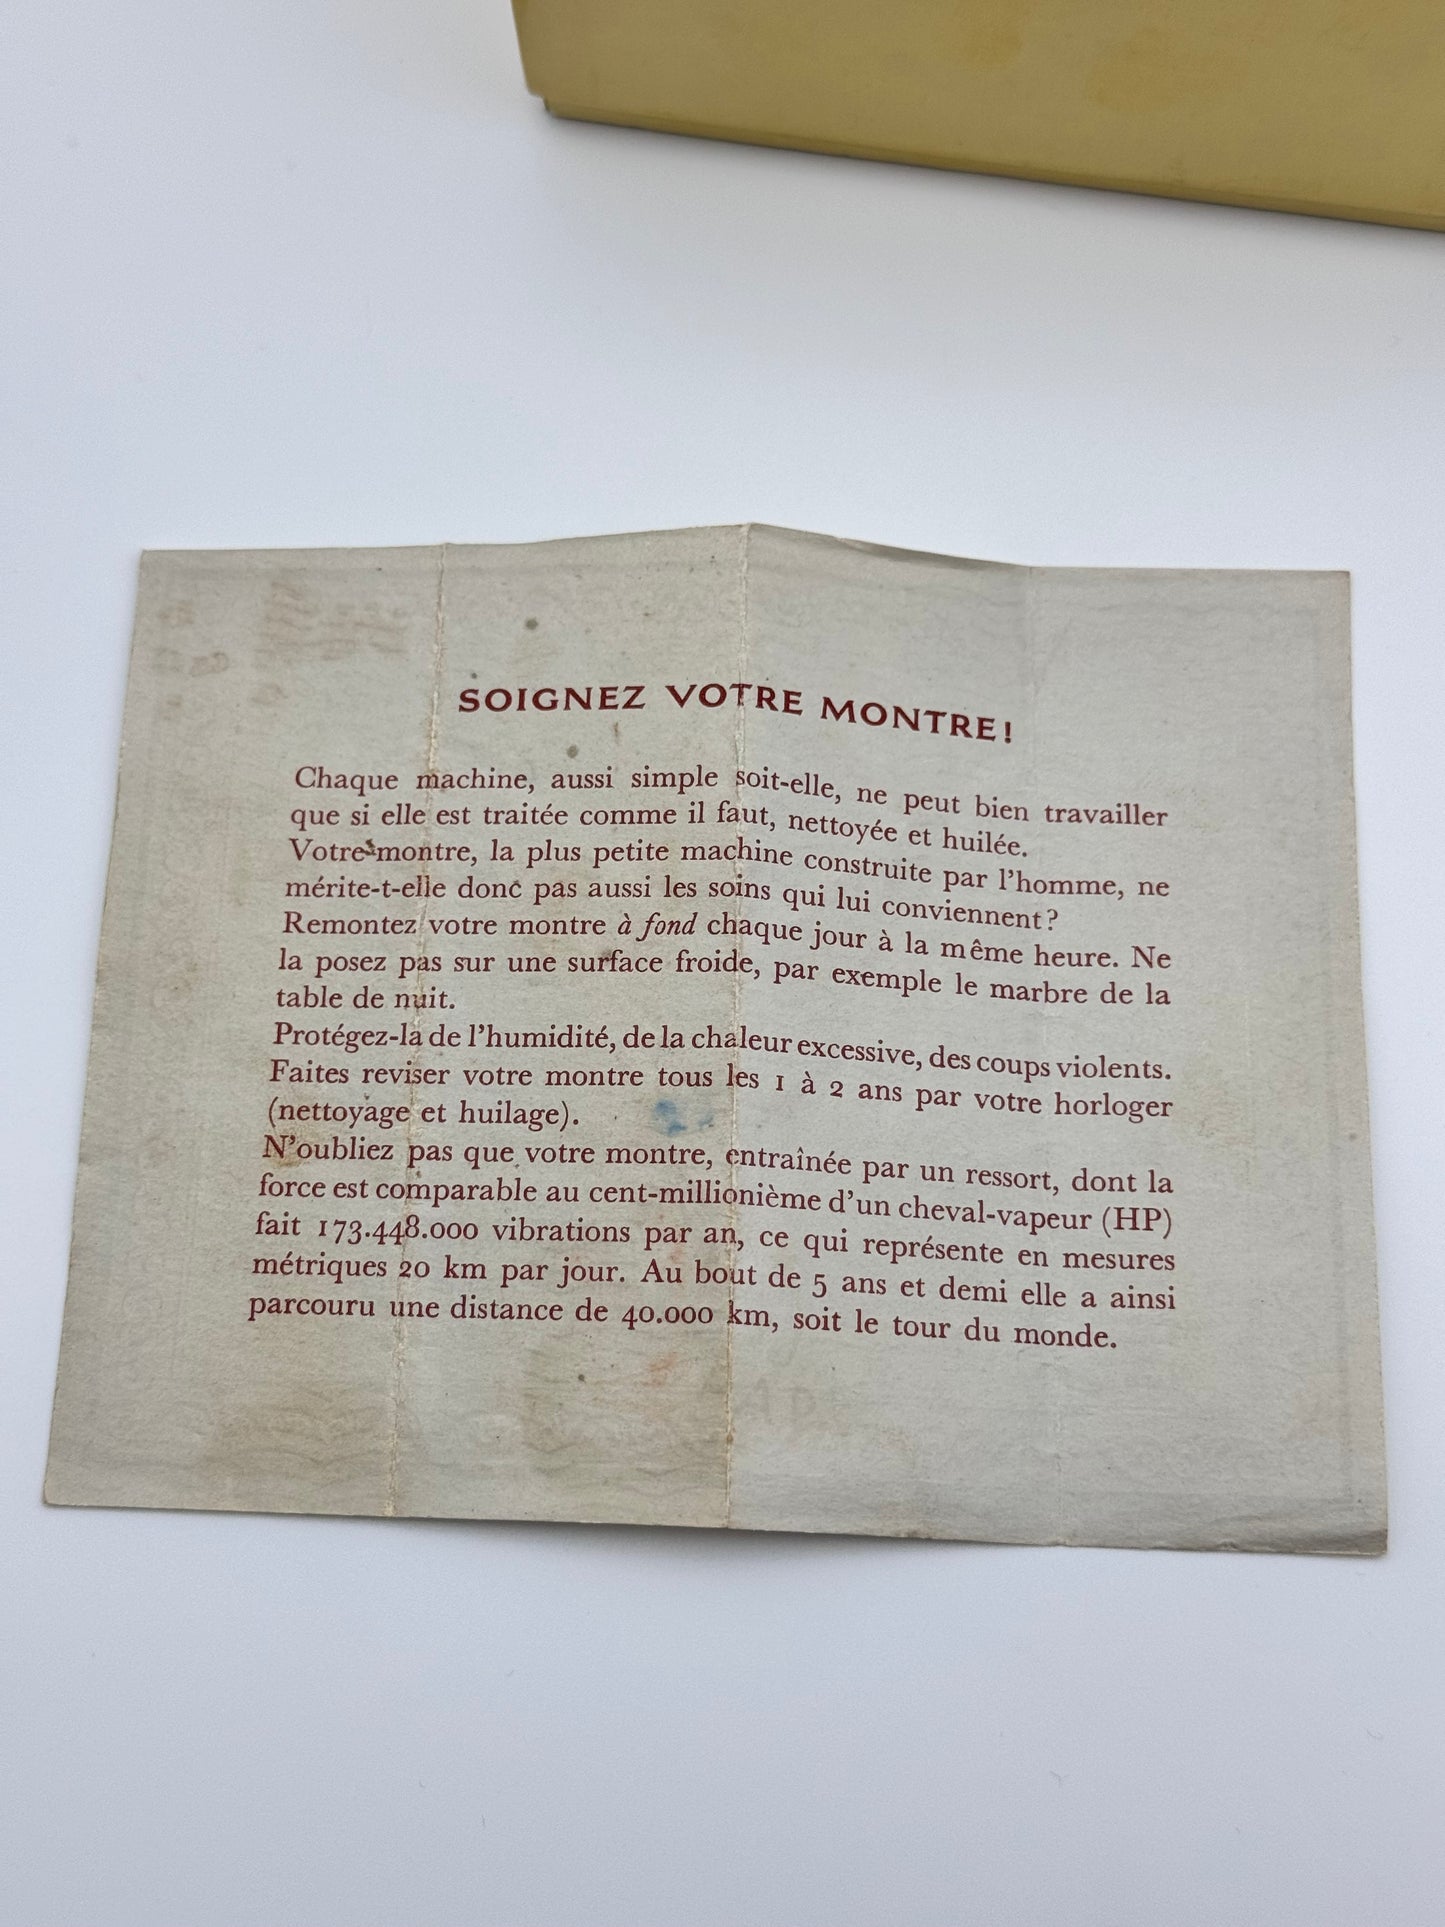 SOIGNEZ VOTRE MONTRE!
Chaque machine, aussi simple soit-elle, ne peut bien travailler
que si elle est traitée comme il faut, nettoyée et huilée.
Votre montre, la plus petite machine construite par l'homme, ne
mérite-t-elle donc pas aussi les soins qui lui conviennent?
Remontez votre montre à fond chaque jour à la même heure. Ne
la posez pas sur une surface froide, par exemple le marbre de la
table de nuit.
Protégez-la de l'humidité, de la chaleur excessive, des coups violents.
Faites reviser votre montre tous les 1 à 2 ans par votre horloger
(nettoyage et huilage).
N'oubliez pas que votre montre, entraînée par un ressort, dont la
force est comparable au cent-millionième d'un cheval-vapeur (HP)
fait 173.448.000 vibrations par an, ce qui représente en mesures
métriques 20 km par jour. Au bout de 5 ans et demi elle a ainsi
parcouru une distance de 40.000 km, soit le tour du monde.